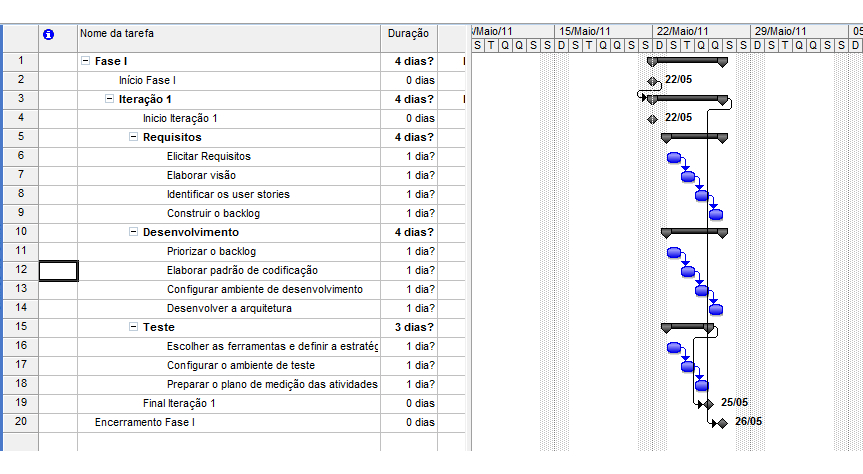 Nome da tarefa Duração /Maio/11 15/Maio/11 22/Maio/11 29/Maio/11 05
S T Q Q S S D S T Q Q S S D S T Q Q S S D S T Q Q S S D
1 Fase I 4 dias?
2 Início Fase I 0 dias 22/05
3 Iteração 1 4 dias?
4 Inicio Iteração 1 0 dias 22/05
5 Requisitos 4 dias?
6 Elicitar Requisitos 1 dia?
7 Elaborar visão 1 dia?
8 Identificar os user stories 1 dia?
9 Construir o backlog 1 dia?
10 Desenvolvimento 4 dias?
11 Priorizar o backlog 1 dia?
12 Elaborar padrão de codificação 1 dia?
13 Configurar ambiente de desenvolvimento 1 dia?
14 Desenvolver a arquitetura 1 dia?
15 Teste 3 dias?
16 Escolher as ferramentas e definir a estratég 1 dia?
17 Configurar o ambiente de teste 1 dia?
18 Preparar o plano de medição das atividades 1 dia?
19 Final Iteração 1 0 dias 25/05
20 Encerramento Fase I 0 dias 26/05